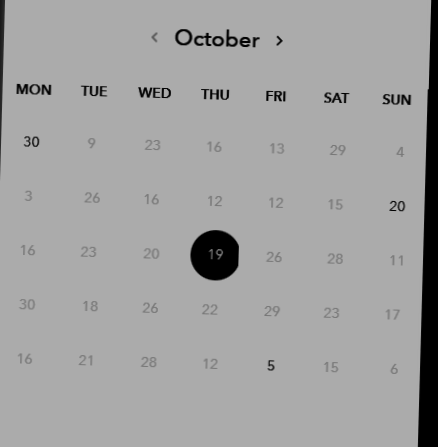 ‹ October ›
MON TUE WED THU FRI SAT SUN
30 9 23 16 13 29 4
3 26 16 12 12 15 20
16 23 20 19 26 28 11
30 18 26 22 29 23 17
16 21 28 12 5 15 6